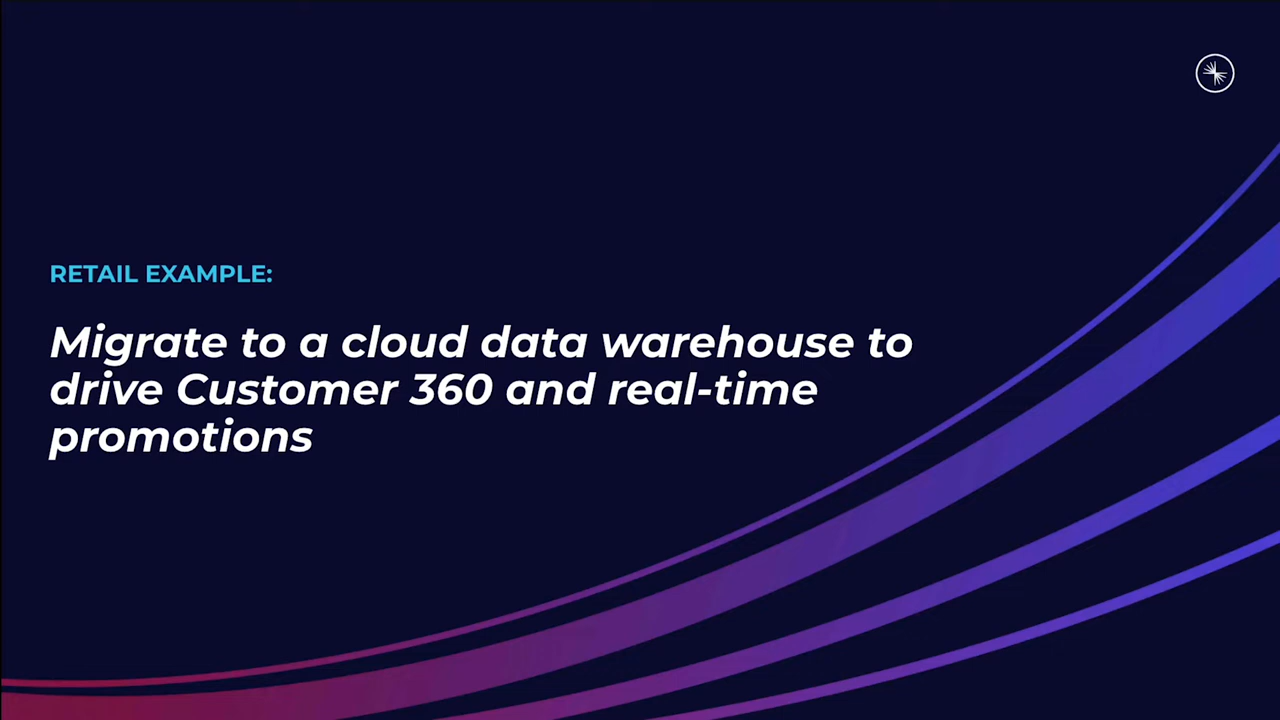 RETAIL EXAMPLE:
Migrate to a cloud data warehouse to
drive Customer 360 and real-time
promotions